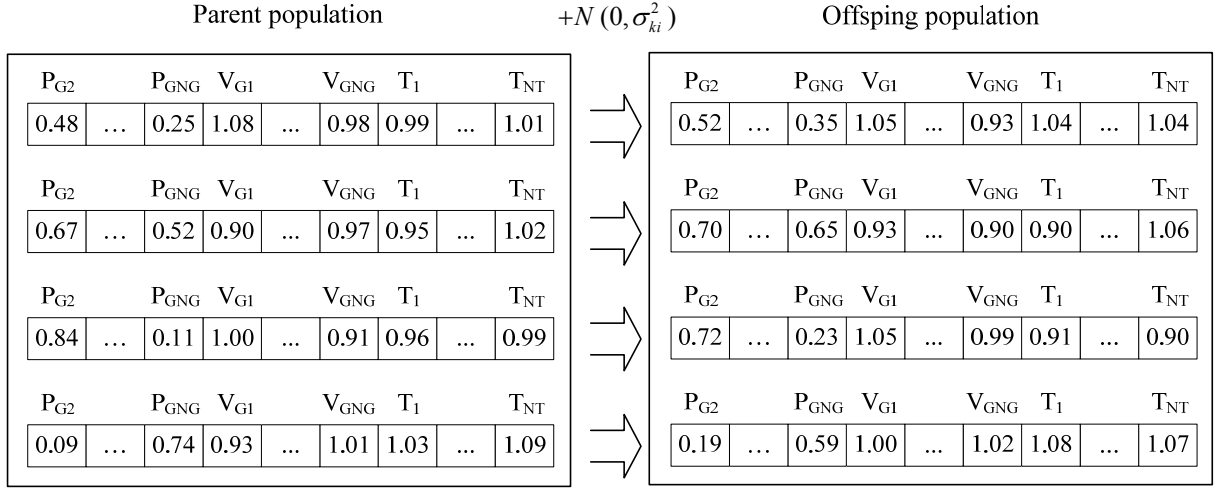 Parent population +N (0,σ²ₖᵢ) Offsping population
P_G2 P_GNG V_G1 V_GNG T_1 T_NT P_G2 P_GNG V_G1 V_GNG T_1 T_NT
0.48 ... 0.25 1.08 ... 0.98 0.99 ... 1.01 0.52 ... 0.35 1.05 ... 0.93 1.04 ... 1.04
P_G2 P_GNG V_G1 V_GNG T_1 T_NT P_G2 P_GNG V_G1 V_GNG T_1 T_NT
0.67 ... 0.52 0.90 ... 0.97 0.95 ... 1.02 0.70 ... 0.65 0.93 ... 0.90 0.90 ... 1.06
P_G2 P_GNG V_G1 V_GNG T_1 T_NT P_G2 P_GNG V_G1 V_GNG T_1 T_NT
0.84 ... 0.11 1.00 ... 0.91 0.96 ... 0.99 0.72 ... 0.23 1.05 ... 0.99 0.91 ... 0.90
P_G2 P_GNG V_G1 V_GNG T_1 T_NT P_G2 P_GNG V_G1 V_GNG T_1 T_NT
0.09 ... 0.74 0.93 ... 1.01 1.03 ... 1.09 0.19 ... 0.59 1.00 ... 1.02 1.08 ... 1.07